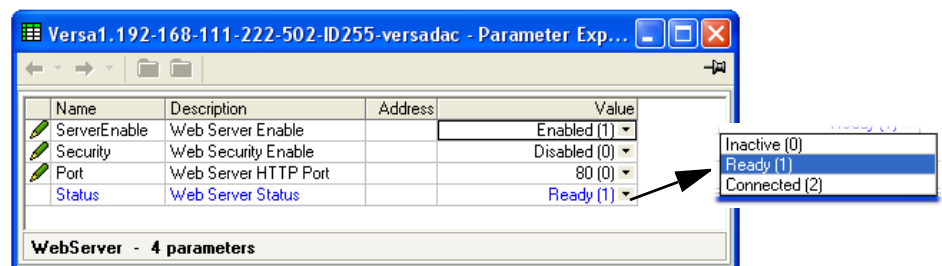 Versa1.192-168-111-222-502-ID255-versadac - Parameter Exp...
Name Description Address Value
ServerEnable Web Server Enable Enabled (1)
Security Web Security Enable Disabled (0)
Port Web Server HTTP Port 80 (0)
Status Web Server Status Ready (1)
Inactive (0)
Ready (1)
Connected (2)
WebServer - 4 parameters